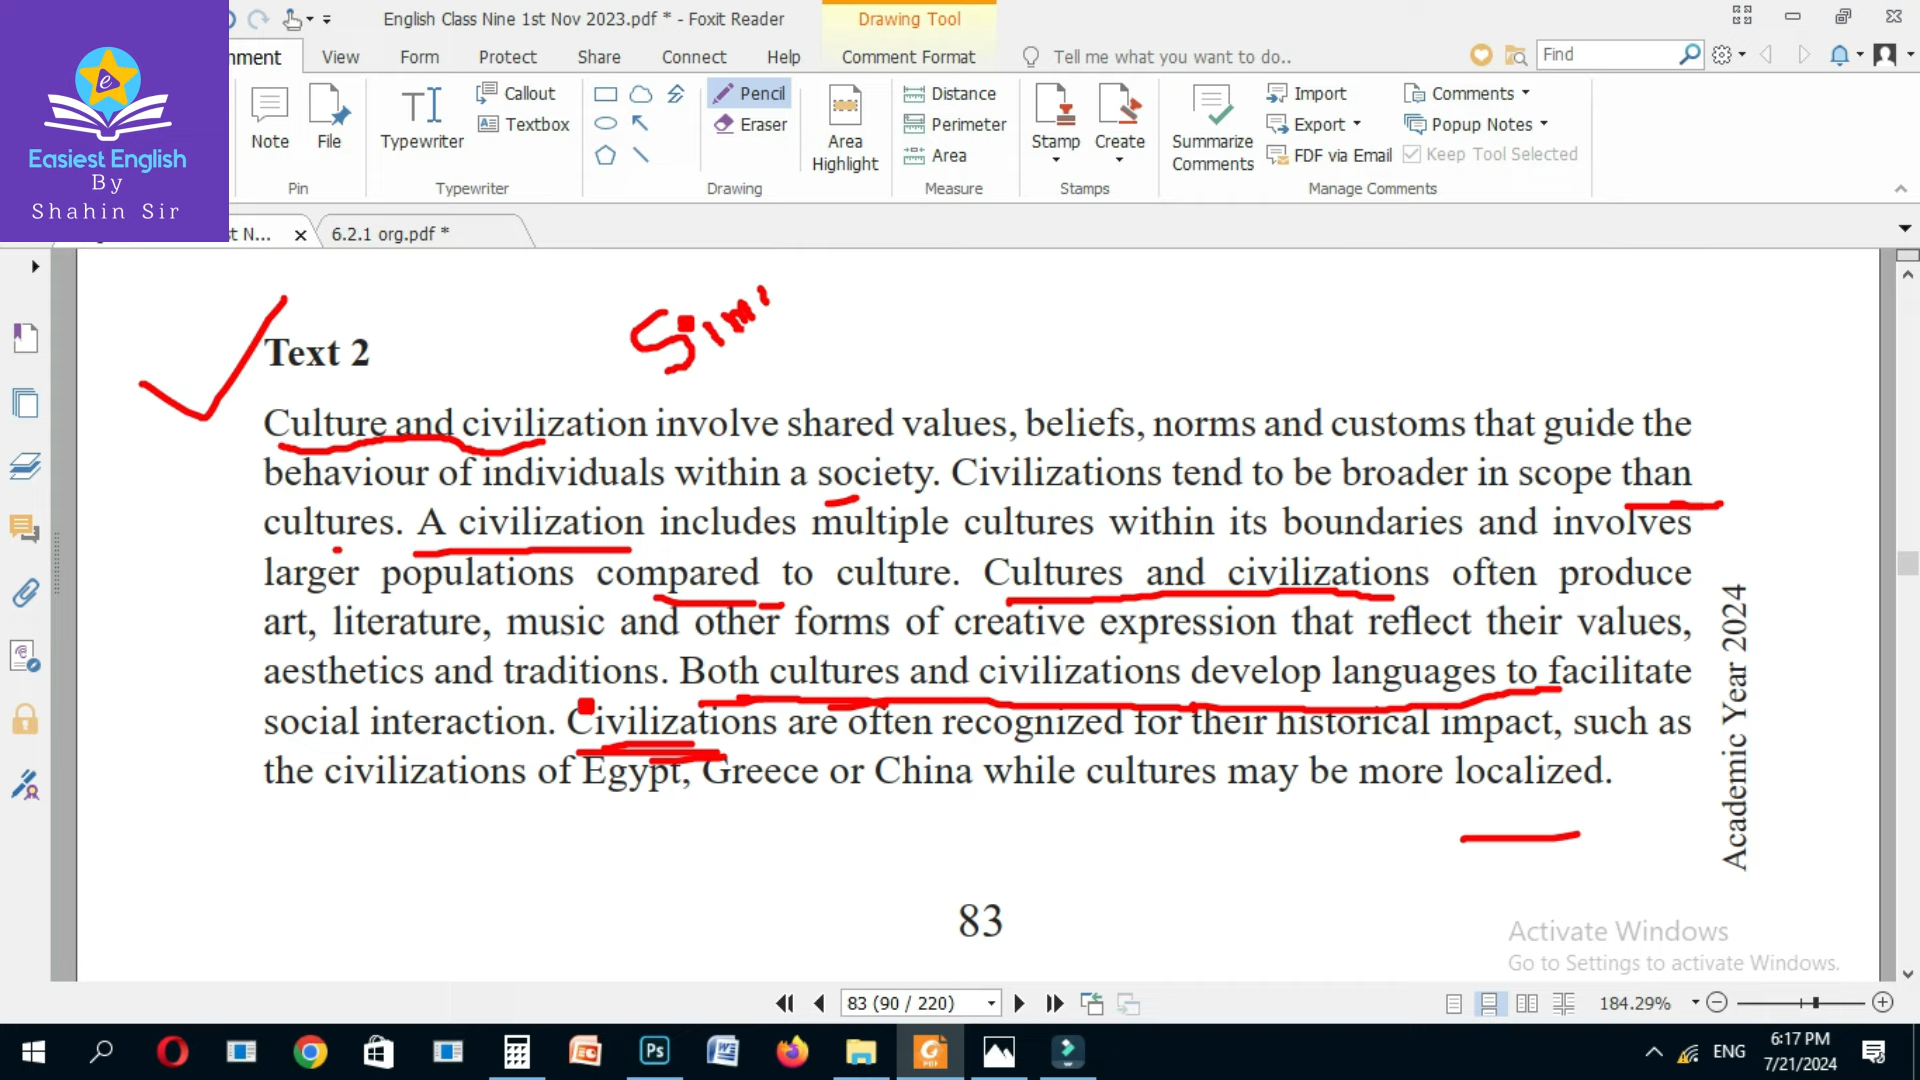 English Class Nine 1st Nov 2023.pdf * - Foxit Reader
Drawing Tool
mment
View
Form
Protect
Share
Connect
Help
Comment Format
Tell me what you want to do..
Find
e
Easiest English
By
Shahin Sir
Note
File
Pin
Typewriter
Callout
Textbox
Typewriter
Pencil
Eraser
Drawing
Area
Highlight
Distance
Perimeter
Area
Measure
Stamp
Create
Stamps
Summarize
Comments
Import
Export
FDF via Email
Comments
Popup Notes
Keep Tool Selected
Manage Comments
st N...
6.2.1 org.pdf *
Simi
Text 2
Culture and civilization involve shared values, beliefs, norms and customs that guide the
behaviour of individuals within a society. Civilizations tend to be broader in scope than
cultures. A civilization includes multiple cultures within its boundaries and involves
larger populations compared to culture. Cultures and civilizations often produce
art, literature, music and other forms of creative expression that reflect their values,
aesthetics and traditions. Both cultures and civilizations develop languages to facilitate
social interaction. Civilizations are often recognized for their historical impact, such as
the civilizations of Egypt, Greece or China while cultures may be more localized.
Academic Year 2024
83
Activate Windows
Go to Settings to activate Windows.
83 (90 / 220)
184.29%
Ps
ENG
6:17 PM
7/21/2024